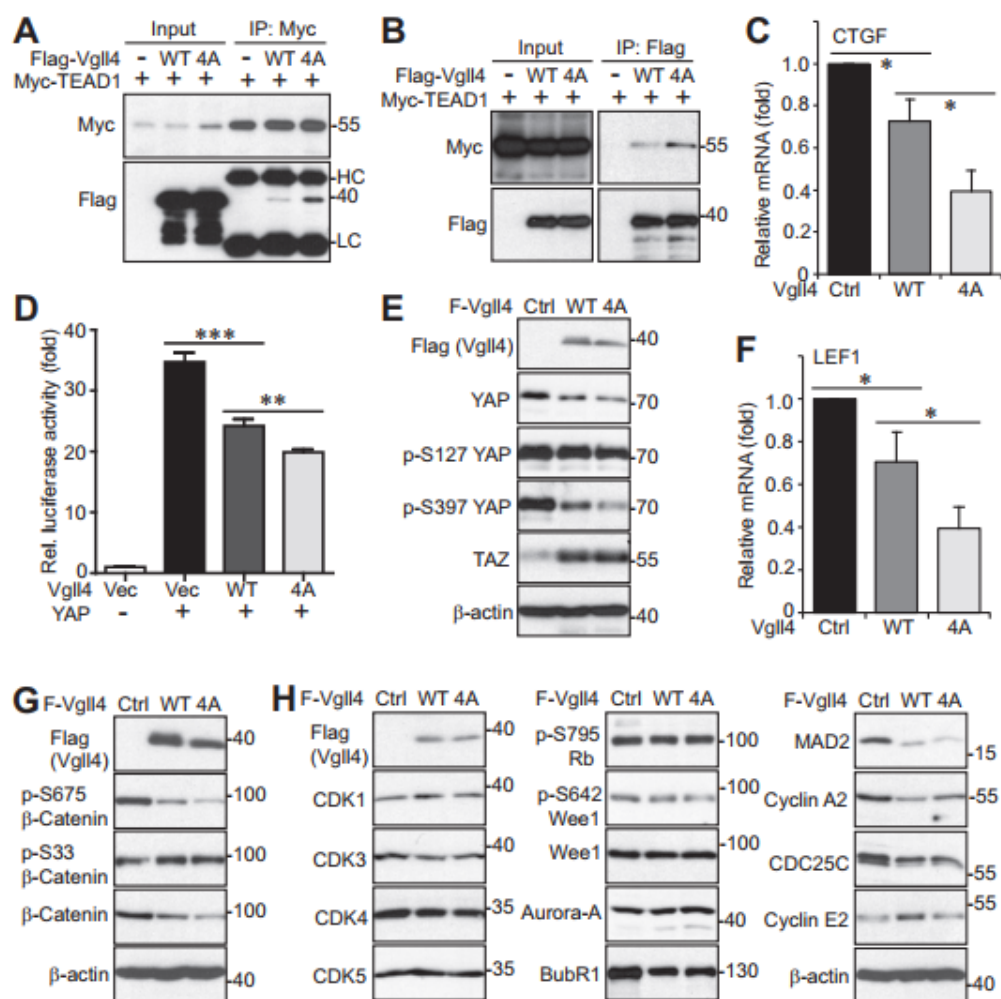 A
Input IP: Myc
Flag-Vgll4 - WT 4A - WT 4A
Myc-TEAD1 + + + + + +
Myc -55
Flag -HC
-40
-LC
B
Input IP: Flag
Flag-Vgll4 - WT 4A - WT 4A
Myc-TEAD1 + + + + + +
Myc -55
Flag -40
C
CTGF
Relative mRNA (fold)
1.0
0.8
0.6
0.4
0.2
0
* *
Vgll4 Ctrl WT 4A
D
Rel. luciferase activity (fold)
40
30
20
10
0
*** **
Vgll4 Vec Vec WT 4A
YAP - + + +
E
F-Vgll4 Ctrl WT 4A
Flag (Vgll4) -40
YAP -70
p-S127 YAP -70
p-S397 YAP -70
TAZ -55
β-actin -40
F
LEF1
Relative mRNA (fold)
1.0
0.8
0.6
0.4
0.2
0
* *
Vgll4 Ctrl WT 4A
G
F-Vgll4 Ctrl WT 4A
Flag
(Vgll4) 40
p-S675
β-Catenin 100
p-S33
β-Catenin 100
β-Catenin 100
β-actin 40
H
F-Vgll4 Ctrl WT 4A
Flag
(Vgll4) 40
CDK1 40
CDK3 40
CDK4 35
CDK5 35
F-Vgll4 Ctrl WT 4A
p-S795
Rb 100
p-S642
Wee1 100
Wee1 100
Aurora-A 40
BubR1 130
F-Vgll4 Ctrl WT 4A
MAD2 15
Cyclin A2 55
CDC25C 55
Cyclin E2 55
β-actin 40